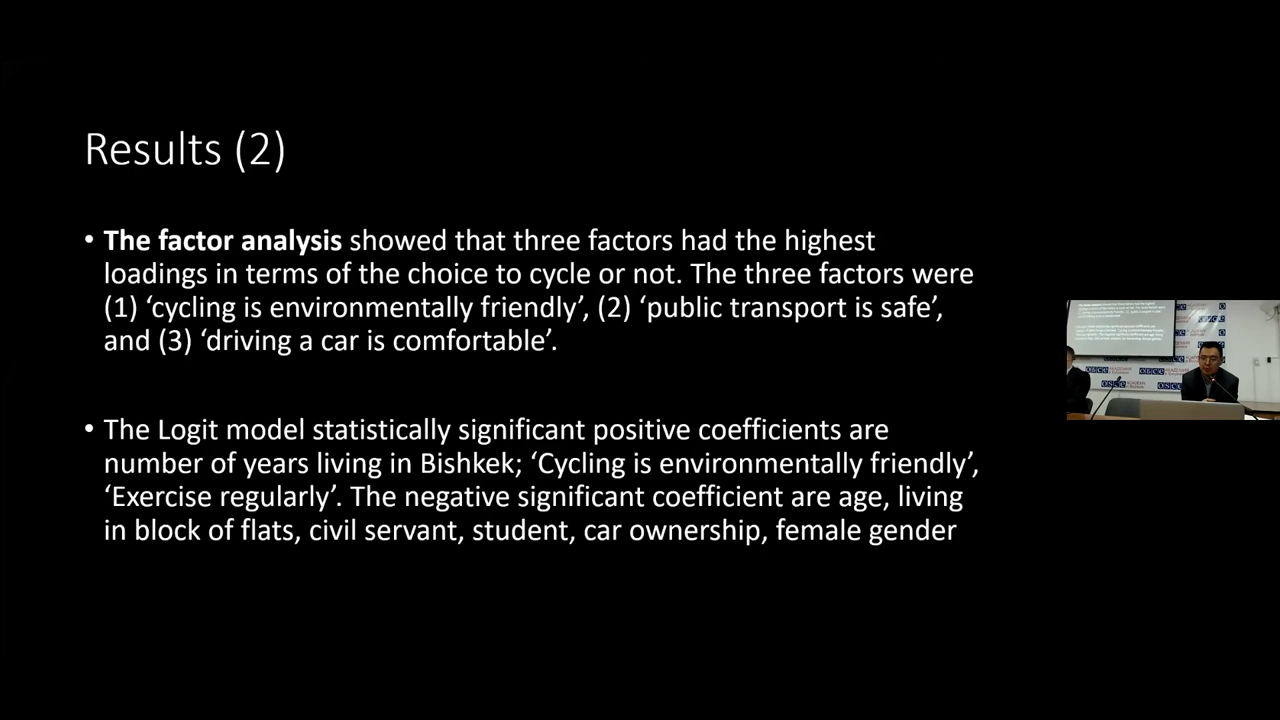 Results (2)
• The factor analysis showed that three factors had the highest
loadings in terms of the choice to cycle or not. The three factors were
(1) ‘cycling is environmentally friendly’, (2) ‘public transport is safe’,
and (3) ‘driving a car is comfortable’.
• The Logit model statistically significant positive coefficients are
number of years living in Bishkek; ‘Cycling is environmentally friendly’,
‘Exercise regularly’. The negative significant coefficient are age, living
in block of flats, civil servant, student, car ownership, female gender
osce